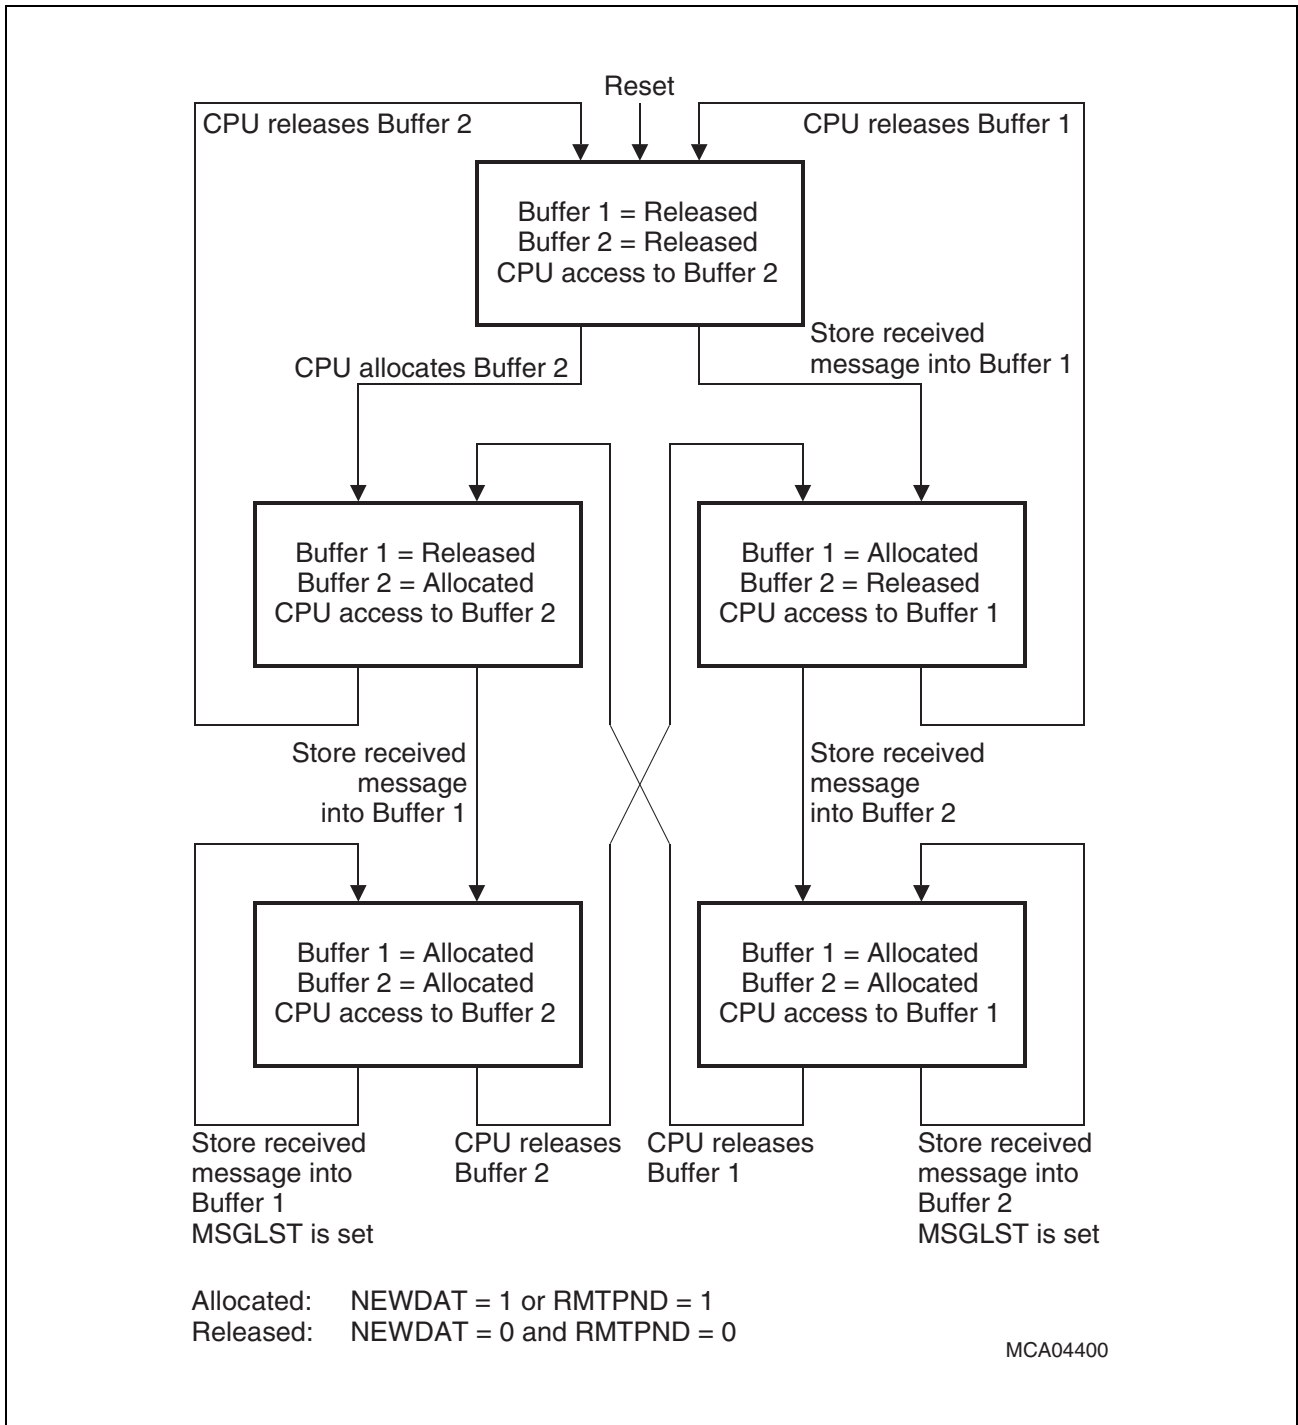 Reset
CPU releases Buffer 2
CPU releases Buffer 1
Buffer 1 = Released
Buffer 2 = Released
CPU access to Buffer 2
CPU allocates Buffer 2
Store received
message into Buffer 1
Buffer 1 = Released
Buffer 2 = Allocated
CPU access to Buffer 2
Buffer 1 = Allocated
Buffer 2 = Released
CPU access to Buffer 1
Store received
message
into Buffer 1
Store received
message
into Buffer 2
Buffer 1 = Allocated
Buffer 2 = Allocated
CPU access to Buffer 2
Buffer 1 = Allocated
Buffer 2 = Allocated
CPU access to Buffer 1
Store received
message into
Buffer 1
MSGLST is set
CPU releases
Buffer 2
CPU releases
Buffer 1
Store received
message into
Buffer 2
MSGLST is set
Allocated: NEWDAT = 1 or RMTPND = 1
Released: NEWDAT = 0 and RMTPND = 0
MCA04400